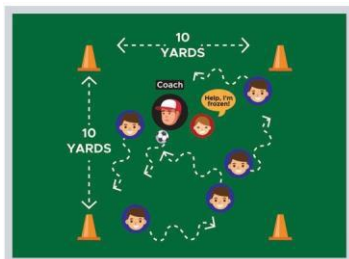 10
YARDS
Coach
Help, I'm
frozen!
10
YARDS